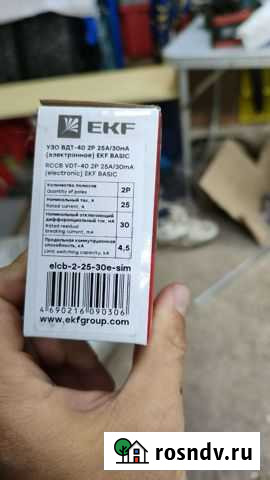 EKF
УЗО ВДТ-40 2P 25А/30мА
(электронное) EKF BASIC
RCCB VDT-40 2P 25A/30mA
(electronic) EKF BASIC
Количество полюсов
Quantity of poles
2P
Номинальный ток, А
Rated current, A
25
Номинальный отключающий
дифференциальный ток, мА
Rated residual
breaking current, mA
30
Предельная коммутационная
способность, кА
Limit switching capacity, kA
4,5
elcb-2-25-30e-sim
4 690216 090306
www.ekfgroup.com
rosndv.ru